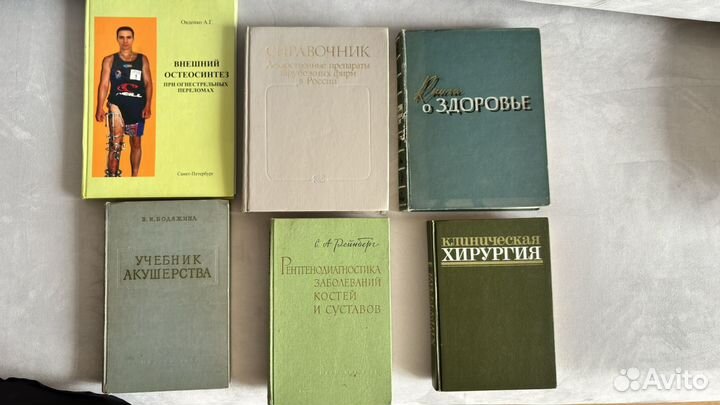 Овденко А.Г.
ВНЕШНИЙ
ОСТЕОСИНТЕЗ
ПРИ ОГНЕСТРЕЛЬНЫХ
ПЕРЕЛОМАХ
Санкт-Петербург
СПРАВОЧНИК
Лекарственные препараты
зарубежных фирм
в России
Книга
о ЗДОРОВЬЕ
В. И. БОДЯЖИНА
УЧЕБНИК
АКУШЕРСТВА
С. А. Рейнберг
РЕНТГЕНОДИАГНОСТИКА
ЗАБОЛЕВАНИЙ
КОСТЕЙ
И СУСТАВОВ
КЛИНИЧЕСКАЯ
ХИРУРГИЯ
Avito